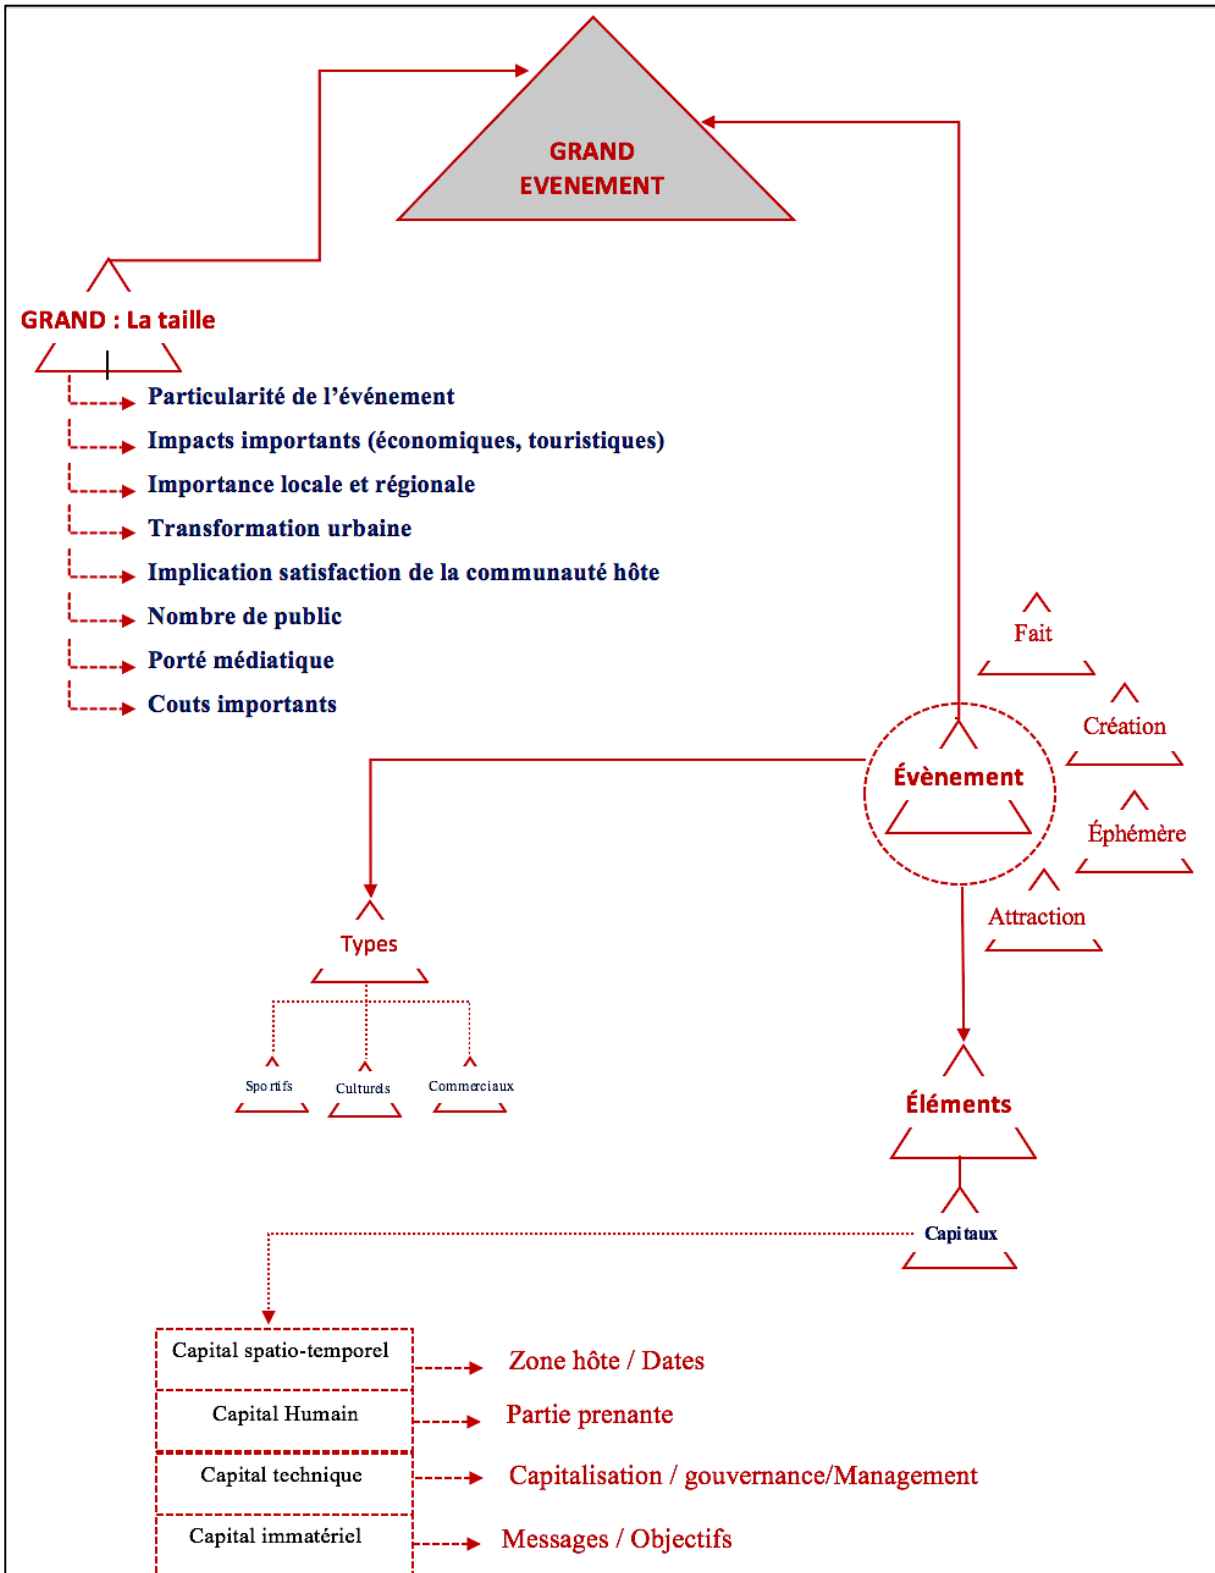 GRAND
EVENEMENT
GRAND : La taille
Particularité de l’événement
Impacts importants (économiques, touristiques)
Importance locale et régionale
Transformation urbaine
Implication satisfaction de la communauté hôte
Nombre de public
Porté médiatique
Couts importants
Fait
Création
Évènement
Éphémère
Attraction
Types
Sportifs
Culturels
Commerciaux
Éléments
Capitaux
Capital spatio-temporel
Zone hôte / Dates
Capital Humain
Partie prenante
Capital technique
Capitalisation / gouvernance/Management
Capital immatériel
Messages / Objectifs